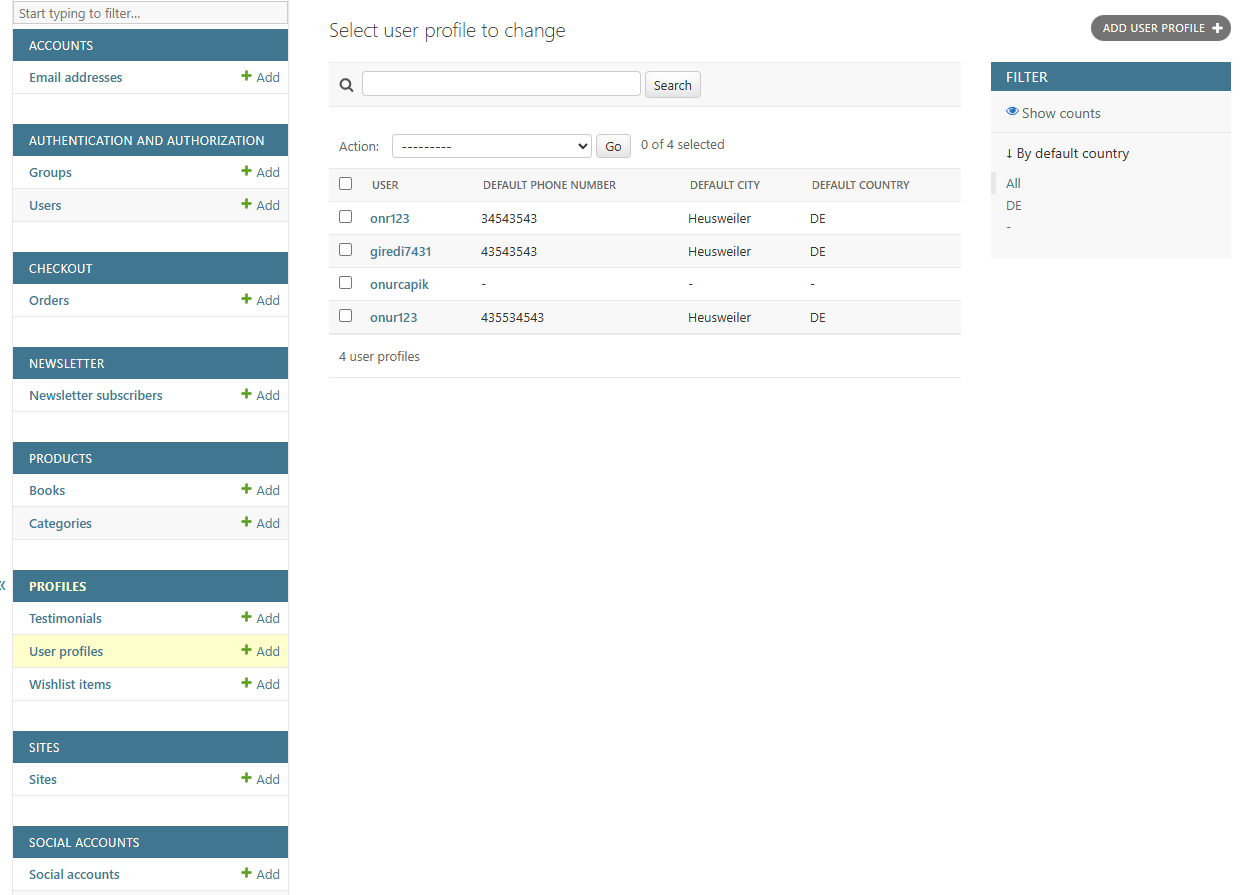 Start typing to filter...
ACCOUNTS
Email addresses Add
AUTHENTICATION AND AUTHORIZATION
Groups Add
Users Add
CHECKOUT
Orders Add
NEWSLETTER
Newsletter subscribers Add
PRODUCTS
Books Add
Categories Add
«
PROFILES
Testimonials Add
User profiles Add
Wishlist items Add
SITES
Sites Add
SOCIAL ACCOUNTS
Social accounts Add
Select user profile to change
ADD USER PROFILE
Search
Action: --------- Go 0 of 4 selected
USER DEFAULT PHONE NUMBER DEFAULT CITY DEFAULT COUNTRY
onr123 34543543 Heusweiler DE
giredi7431 43543543 Heusweiler DE
onurcapik - - -
onur123 435534543 Heusweiler DE
4 user profiles
FILTER
Show counts
↓ By default country
All
DE
-